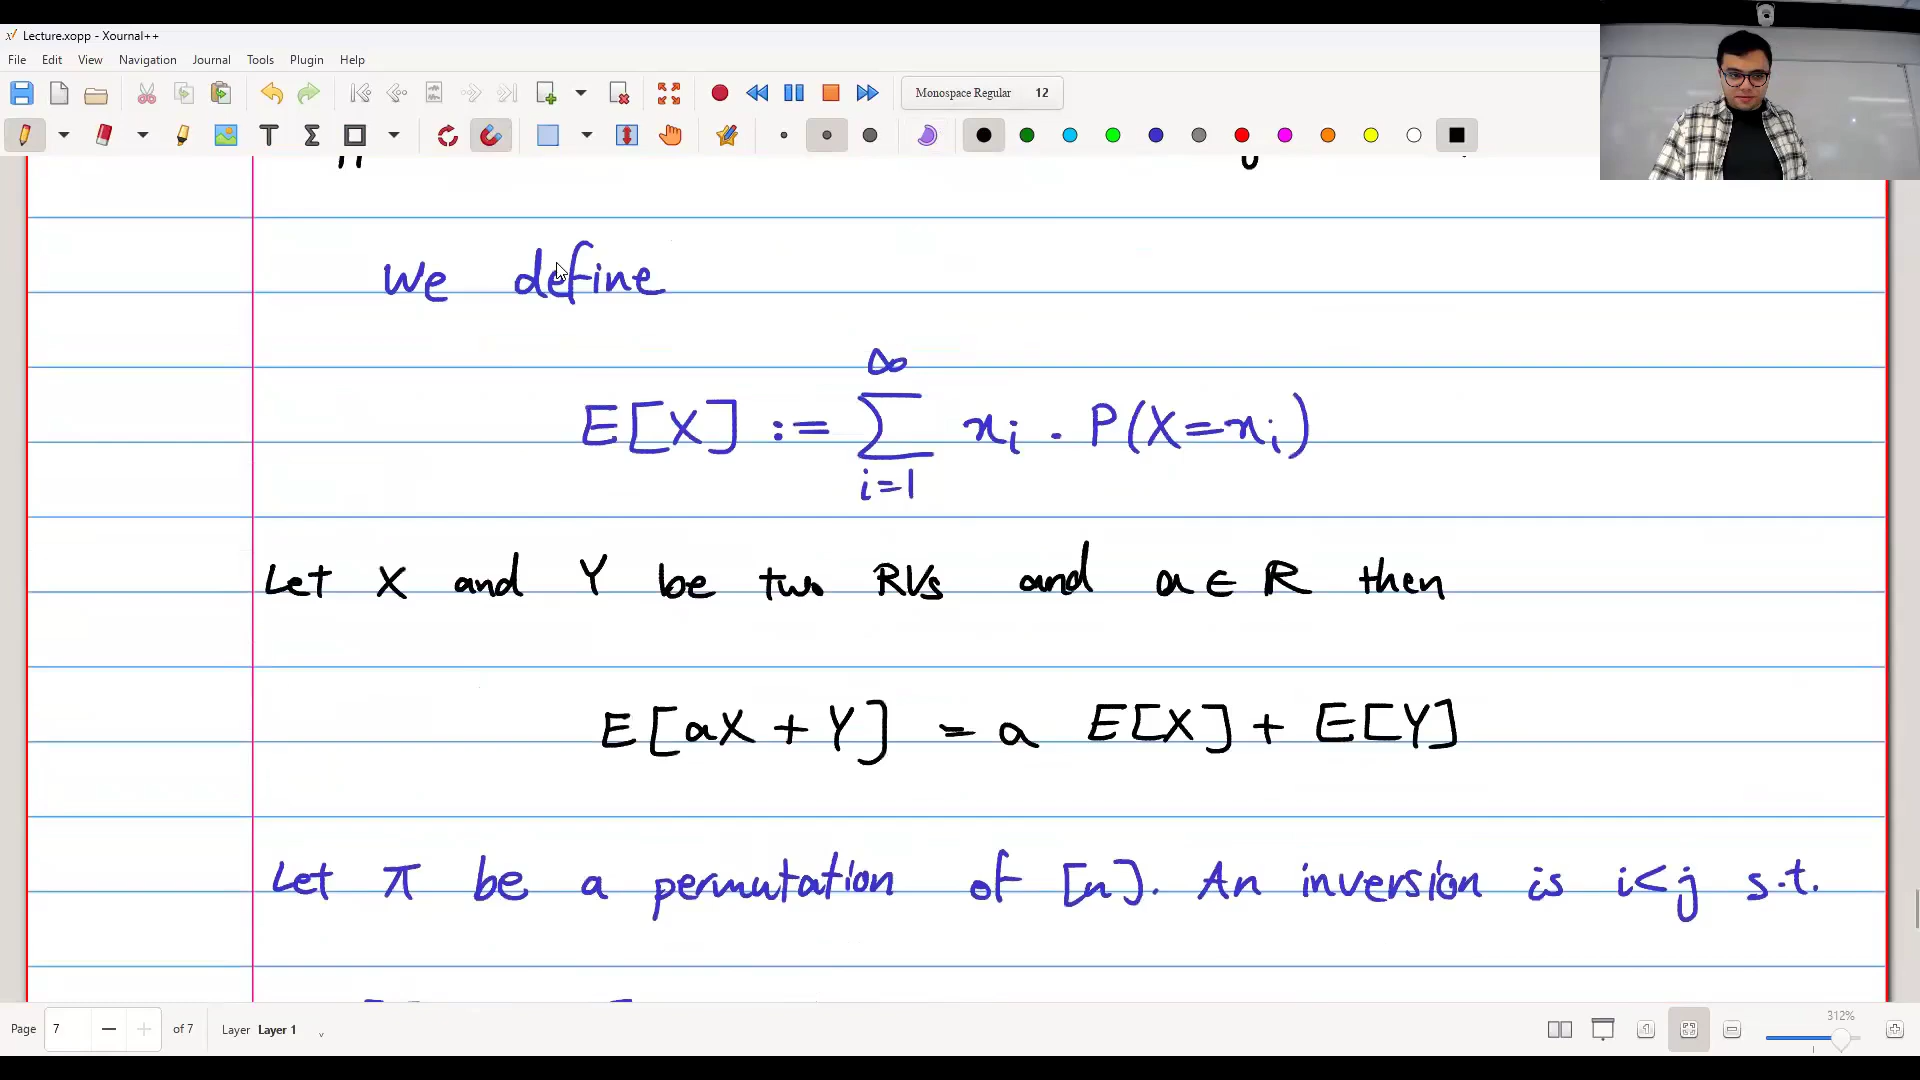 Lecture.xopp - Xournal++
File Edit View Navigation Journal Tools Plugin Help
Monospace Regular 12
We define
E[X] := ∑_{i=1}^{∞} x_i . P(X=x_i)
Let X and Y be two RVs and a ∈ ℝ then
E[aX + Y] = a E[X] + E[Y]
Let π be a permutation of [n]. An inversion is i<j s.t.
Page 7 of 7 Layer Layer 1 312%